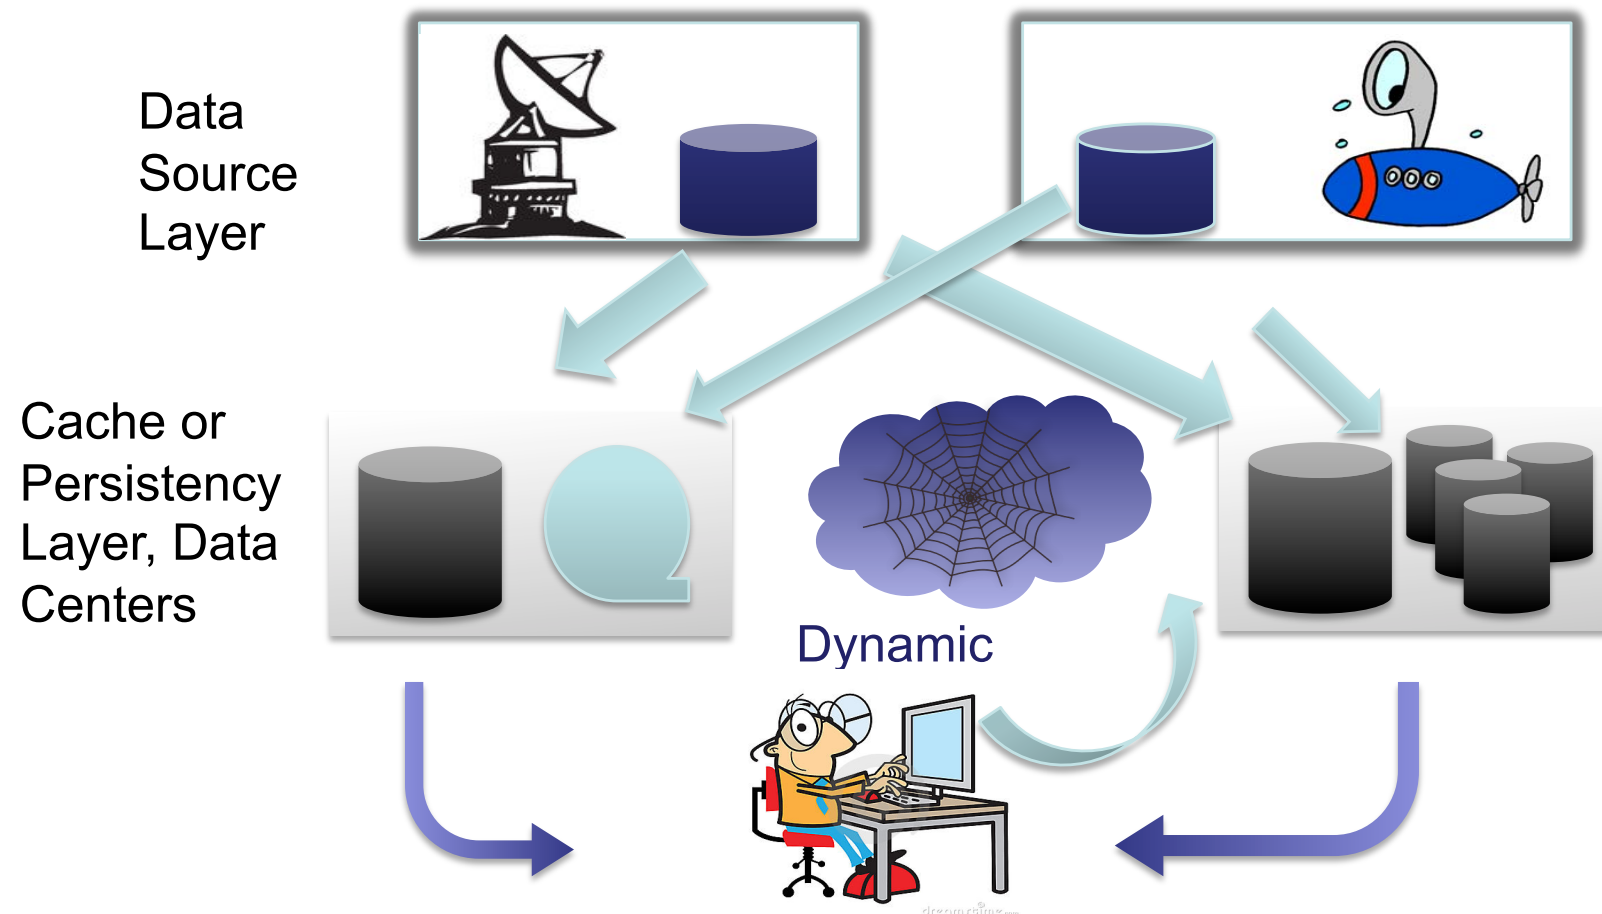 Data
Source
Layer
Cache or
Persistency
Layer, Data
Centers
Dynamic